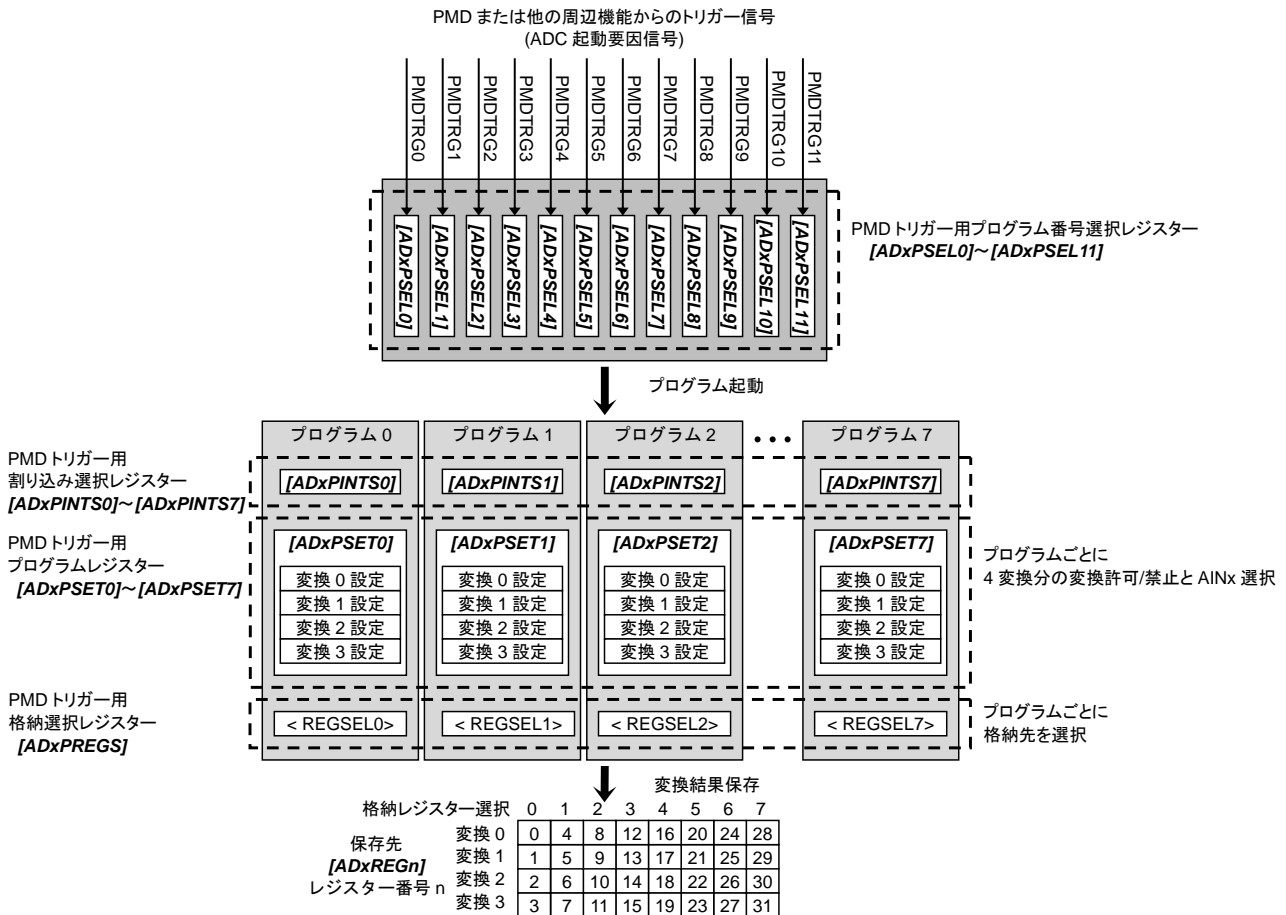 PMD または他の周辺機能からのトリガー信号
(ADC 起動要因信号)
PMDTRG0
PMDTRG1
PMDTRG2
PMDTRG3
PMDTRG4
PMDTRG5
PMDTRG6
PMDTRG7
PMDTRG8
PMDTRG9
PMDTRG10
PMDTRG11
[ADxPSEL0]
[ADxPSEL1]
[ADxPSEL2]
[ADxPSEL3]
[ADxPSEL4]
[ADxPSEL5]
[ADxPSEL6]
[ADxPSEL7]
[ADxPSEL8]
[ADxPSEL9]
[ADxPSEL10]
[ADxPSEL11]
PMD トリガー用プログラム番号選択レジスター
[ADxPSEL0]~[ADxPSEL11]
プログラム起動
プログラム 0
プログラム 1
プログラム 2
•••
プログラム 7
PMD トリガー用
割り込み選択レジスター
[ADxPINTS0]~[ADxPINTS7]
[ADxPINTS0]
[ADxPINTS1]
[ADxPINTS2]
[ADxPINTS7]
PMD トリガー用
プログラムレジスター
[ADxPSET0]~[ADxPSET7]
[ADxPSET0]
変換 0 設定
変換 1 設定
変換 2 設定
変換 3 設定
[ADxPSET1]
変換 0 設定
変換 1 設定
変換 2 設定
変換 3 設定
[ADxPSET2]
変換 0 設定
変換 1 設定
変換 2 設定
変換 3 設定
[ADxPSET7]
変換 0 設定
変換 1 設定
変換 2 設定
変換 3 設定
プログラムごとに
4 変換分の変換許可/禁止と AINx 選択
PMD トリガー用
格納選択レジスター
[ADxPREGS]
< REGSEL0>
< REGSEL1>
< REGSEL2>
< REGSEL7>
プログラムごとに
格納先を選択
変換結果保存
格納レジスター選択 0 1 2 3 4 5 6 7
保存先
[ADxREGn]
レジスター番号 n
変換 0 0 4 8 12 16 20 24 28
変換 1 1 5 9 13 17 21 25 29
変換 2 2 6 10 14 18 22 26 30
変換 3 3 7 11 15 19 23 27 31